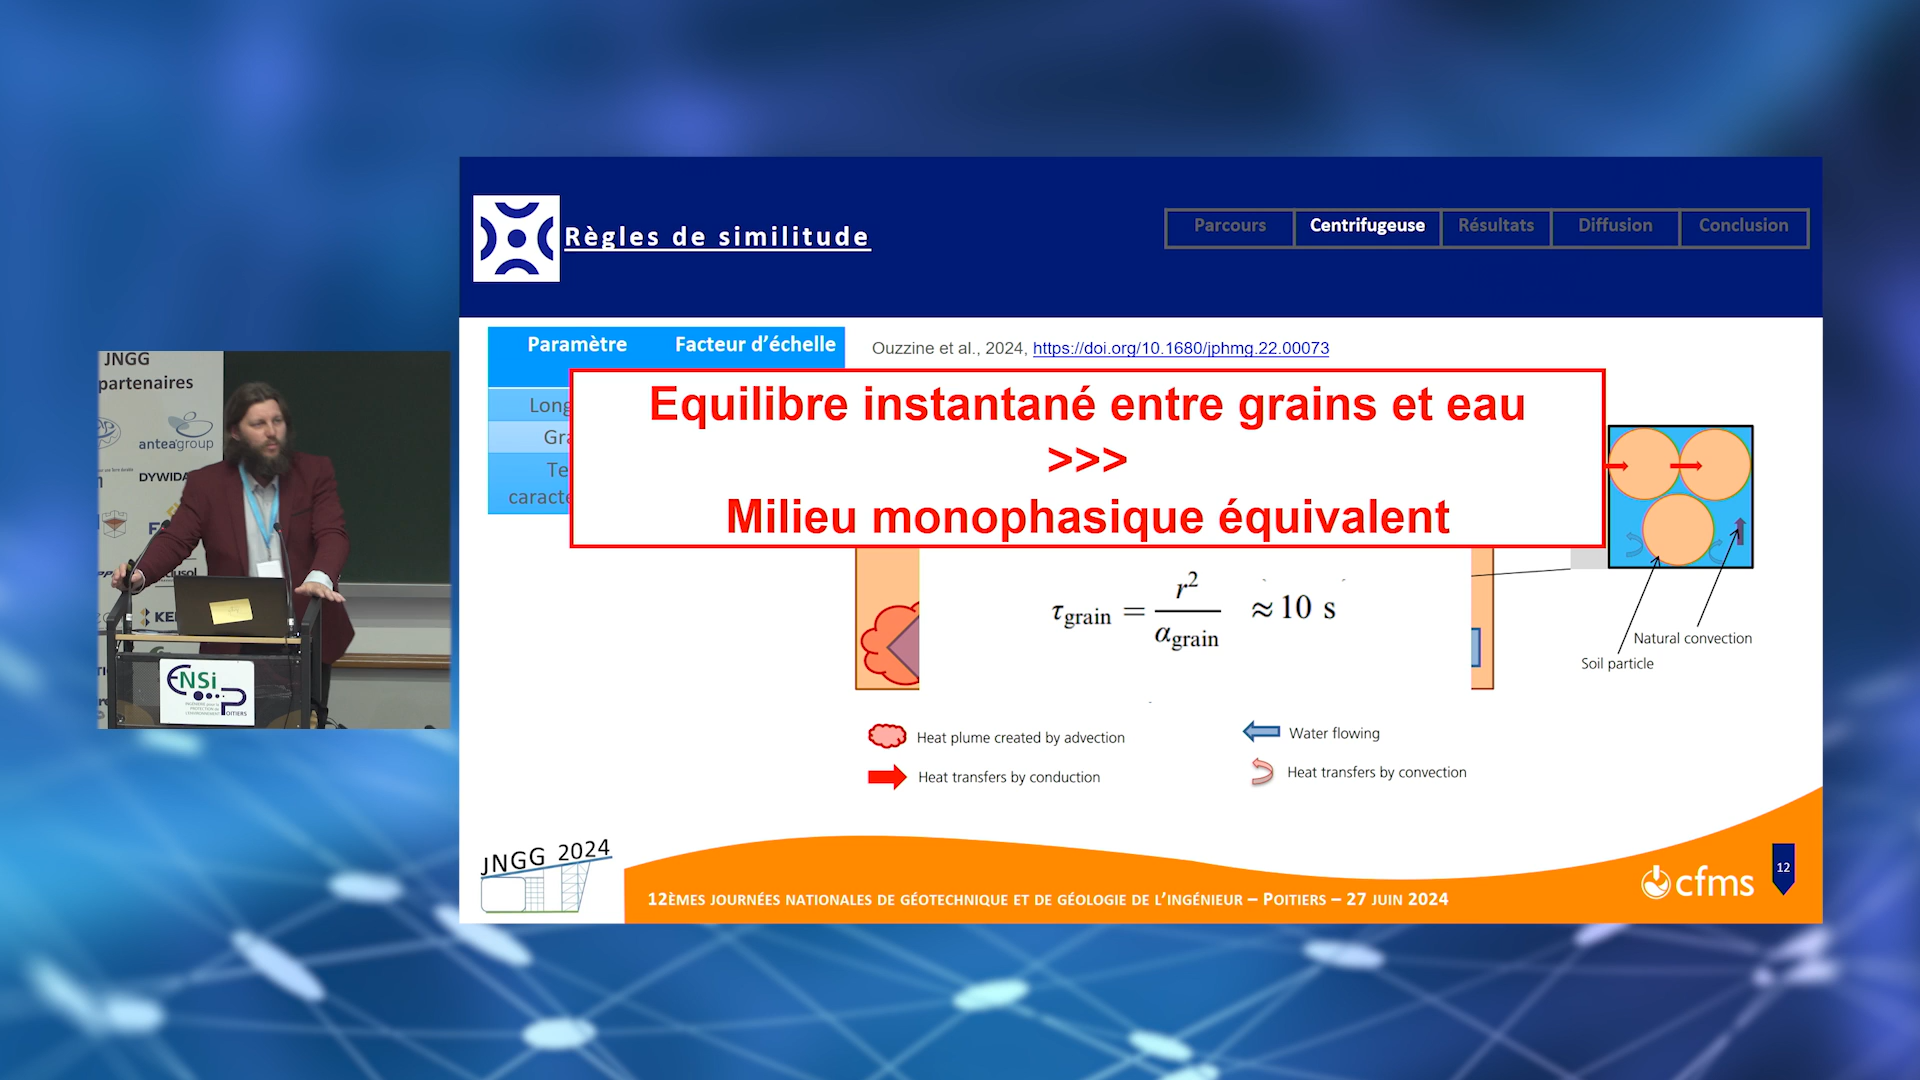 Règles de similitude
Parcours
Centrifugeuse
Résultats
Diffusion
Conclusion
Paramètre
Facteur d'échelle
Ouzzine et al., 2024, https://doi.org/10.1680/jphmg.22.00073
Long
Gra
Te
caracté
Equilibre instantané entre grains et eau
>>>
Milieu monophasique équivalent
τgrain = r² / αgrain ≈ 10 s
Natural convection
Soil particle
Heat plume created by advection
Water flowing
Heat transfers by conduction
Heat transfers by convection
JNGG 2024
12ÈMES JOURNÉES NATIONALES DE GÉOTECHNIQUE ET DE GÉOLOGIE DE L'INGÉNIEUR – POITIERS – 27 JUIN 2024
cfms
12
JNGG
partenaires
anteagroup
DYWIDA
KEL
ENSi
P
POITIERS